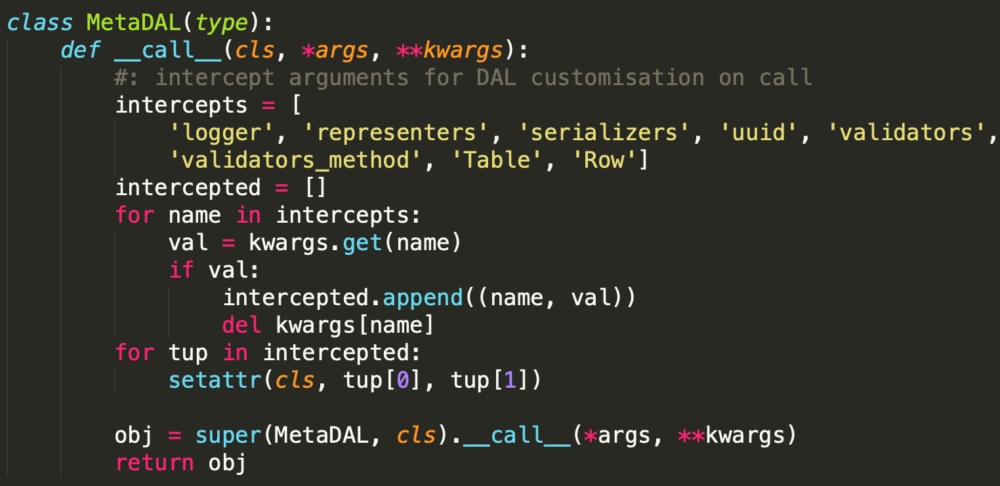 class MetaDAL(type):
    def __call__(cls, *args, **kwargs):
        #: intercept arguments for DAL customisation on call
        intercepts = [
            'logger', 'representers', 'serializers', 'uuid', 'validators',
            'validators_method', 'Table', 'Row']
        intercepted = []
        for name in intercepts:
            val = kwargs.get(name)
            if val:
                intercepted.append((name, val))
                del kwargs[name]
        for tup in intercepted:
            setattr(cls, tup[0], tup[1])

        obj = super(MetaDAL, cls).__call__(*args, **kwargs)
        return obj